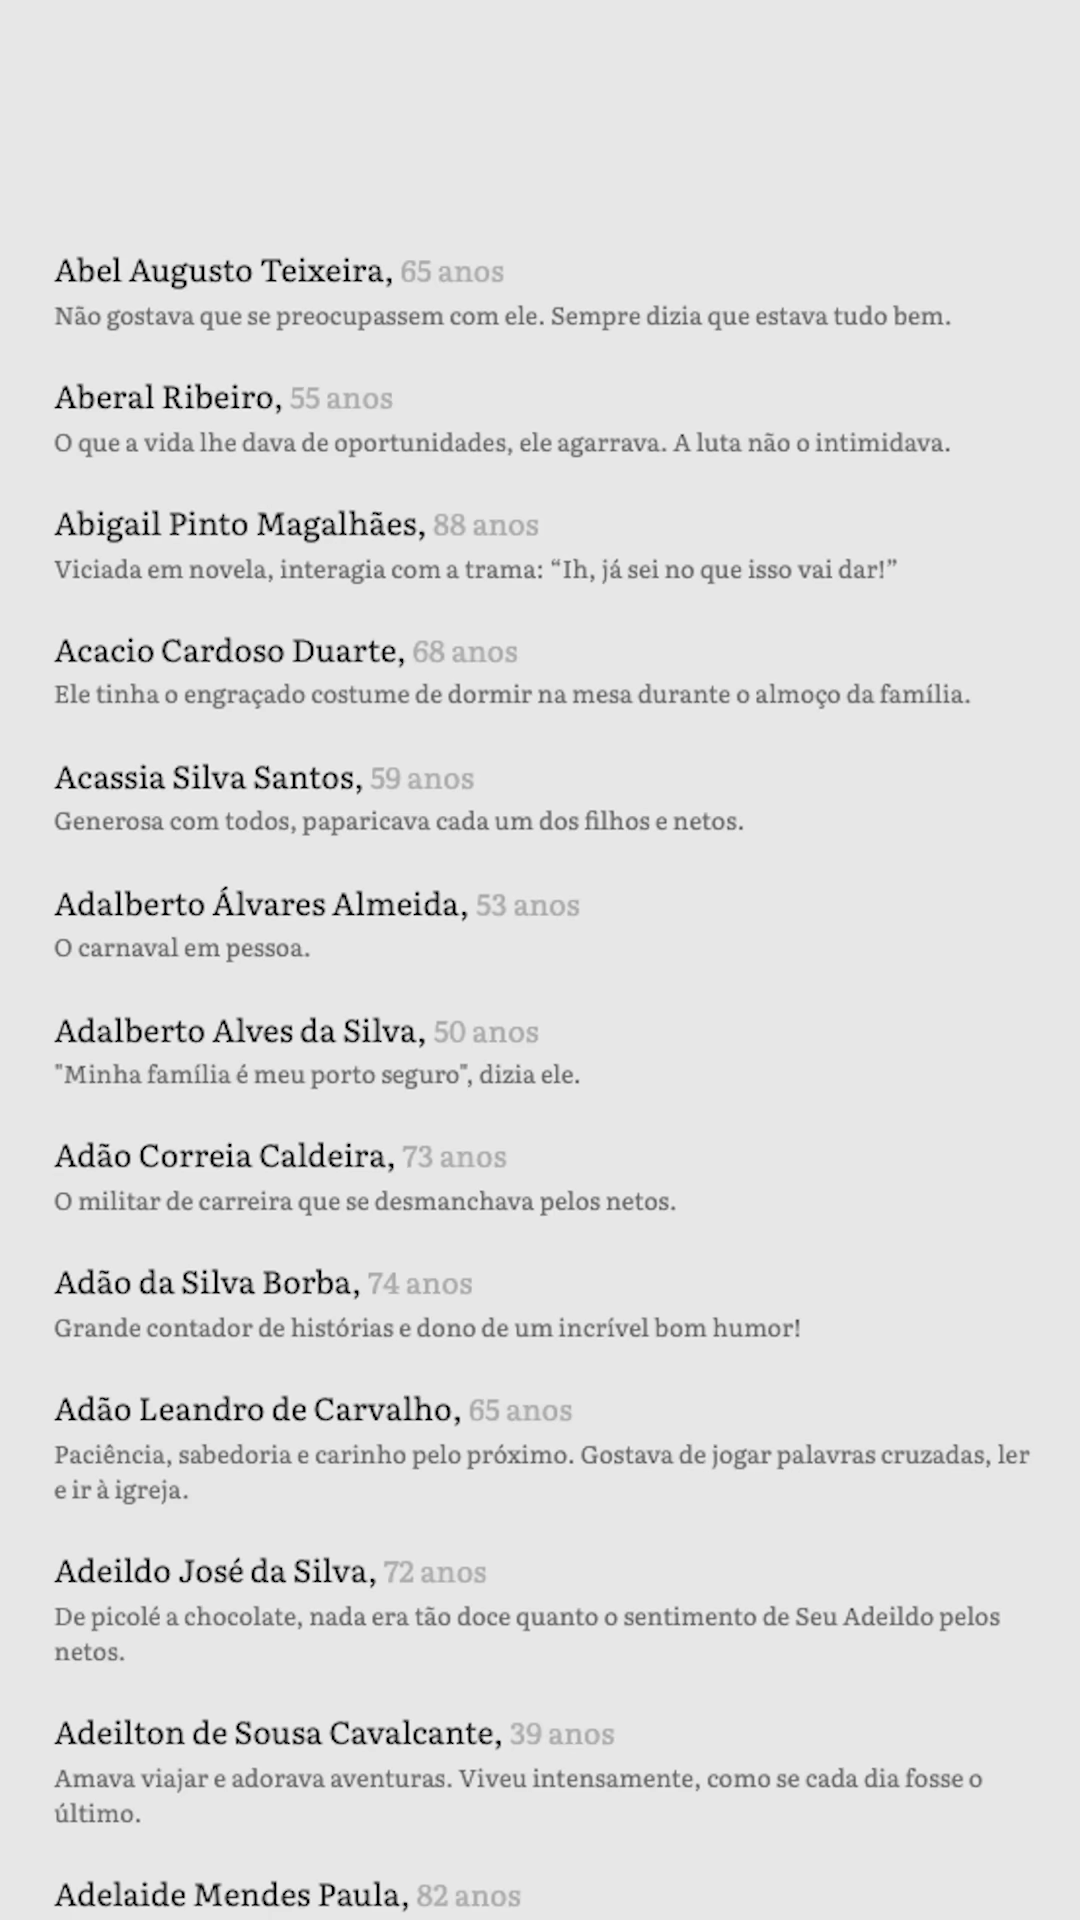 Abel Augusto Teixeira, 65 anos
Não gostava que se preocupassem com ele. Sempre dizia que estava tudo bem.
Aberal Ribeiro, 55 anos
O que a vida lhe dava de oportunidades, ele agarrava. A luta não o intimidava.
Abigail Pinto Magalhães, 88 anos
Viciada em novela, interagia com a trama: “Ih, já sei no que isso vai dar!”
Acacio Cardoso Duarte, 68 anos
Ele tinha o engraçado costume de dormir na mesa durante o almoço da família.
Acassia Silva Santos, 59 anos
Generosa com todos, paparicava cada um dos filhos e netos.
Adalberto Álvares Almeida, 53 anos
O carnaval em pessoa.
Adalberto Alves da Silva, 50 anos
"Minha família é meu porto seguro", dizia ele.
Adão Correia Caldeira, 73 anos
O militar de carreira que se desmanchava pelos netos.
Adão da Silva Borba, 74 anos
Grande contador de histórias e dono de um incrível bom humor!
Adão Leandro de Carvalho, 65 anos
Paciência, sabedoria e carinho pelo próximo. Gostava de jogar palavras cruzadas, ler
e ir à igreja.
Adeildo José da Silva, 72 anos
De picolé a chocolate, nada era tão doce quanto o sentimento de Seu Adeildo pelos
netos.
Adeilton de Sousa Cavalcante, 39 anos
Amava viajar e adorava aventuras. Viveu intensamente, como se cada dia fosse o
último.
Adelaide Mendes Paula, 82 anos